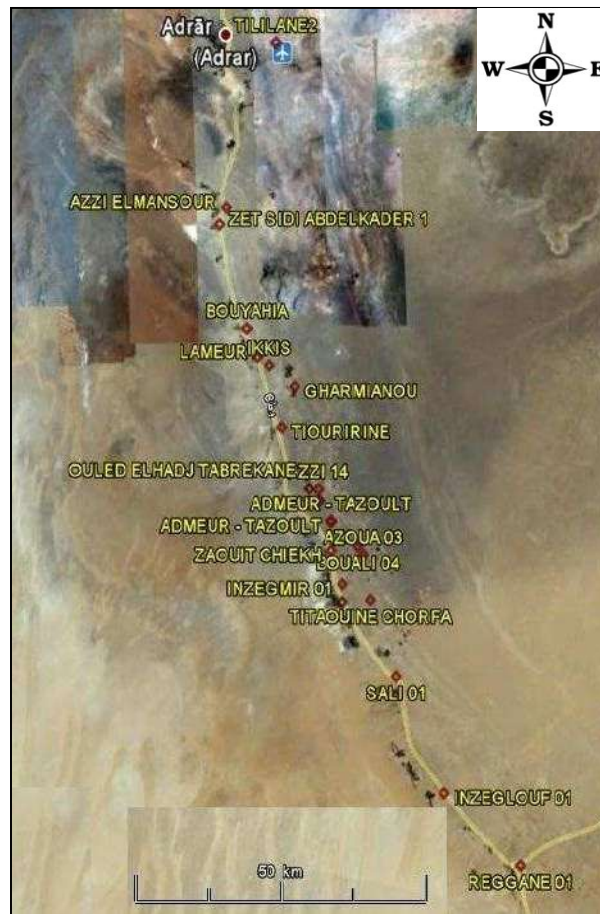 N
W E
S
Adrār
(Adrar)
TILILANE2
AZZI ELMANSOUR
ZET SIDI ABDELKADER 1
BOUYAHIA
LAMEUR
IKKIS
GHARMIANOU
TIOURIRINE
OULED ELHADJ TABREKANE
ZZI 14
ADMEUR - TAZOULT
ADMEUR - TAZOULT
AZOUA 03
ZAOUIT CHIEKH
BOUALI 04
INZEGMIR 01
TITAOUINE CHORFA
SALI 01
INZEGLOUF 01
REGGANE 01
50 km